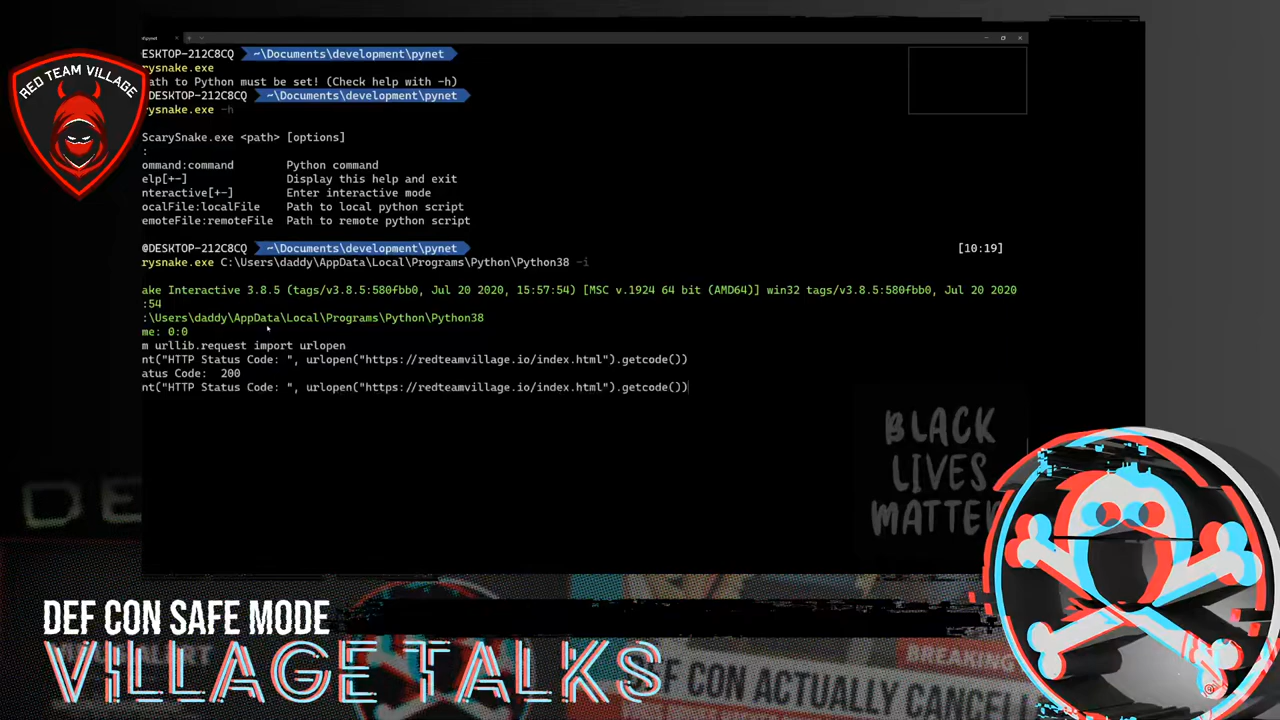 RED TEAM VILLAGE
ESKTOP-212C8CQ ~\Documents\development\pynet
rysnake.exe
ath to Python must be set! (Check help with -h)
DESKTOP-212C8CQ ~\Documents\development\pynet
rysnake.exe -h
ScarySnake.exe <path> [options]
:
ommand:command Python command
elp[+-] Display this help and exit
nteractive[+-] Enter interactive mode
ocalFile:localFile Path to local python script
emoteFile:remoteFile Path to remote python script
@DESKTOP-212C8CQ ~\Documents\development\pynet [10:19]
rysnake.exe C:\Users\daddy\AppData\Local\Programs\Python\Python38 -i
ake Interactive 3.8.5 (tags/v3.8.5:580fbb0, Jul 20 2020, 15:57:54) [MSC v.1924 64 bit (AMD64)] win32 tags/v3.8.5:580fbb0, Jul 20 2020
:54
:\Users\daddy\AppData\Local\Programs\Python\Python38
me: 0:0
m urllib.request import urlopen
nt("HTTP Status Code: ", urlopen("https://redteamvillage.io/index.html").getcode())
atus Code: 200
nt("HTTP Status Code: ", urlopen("https://redteamvillage.io/index.html").getcode())
BLACK
LIVES
MATTER
DE
DEF CON SAFE MODE
VILLAGE TALKS
BREAKING
DEF CON ACTUALLY CANCELL